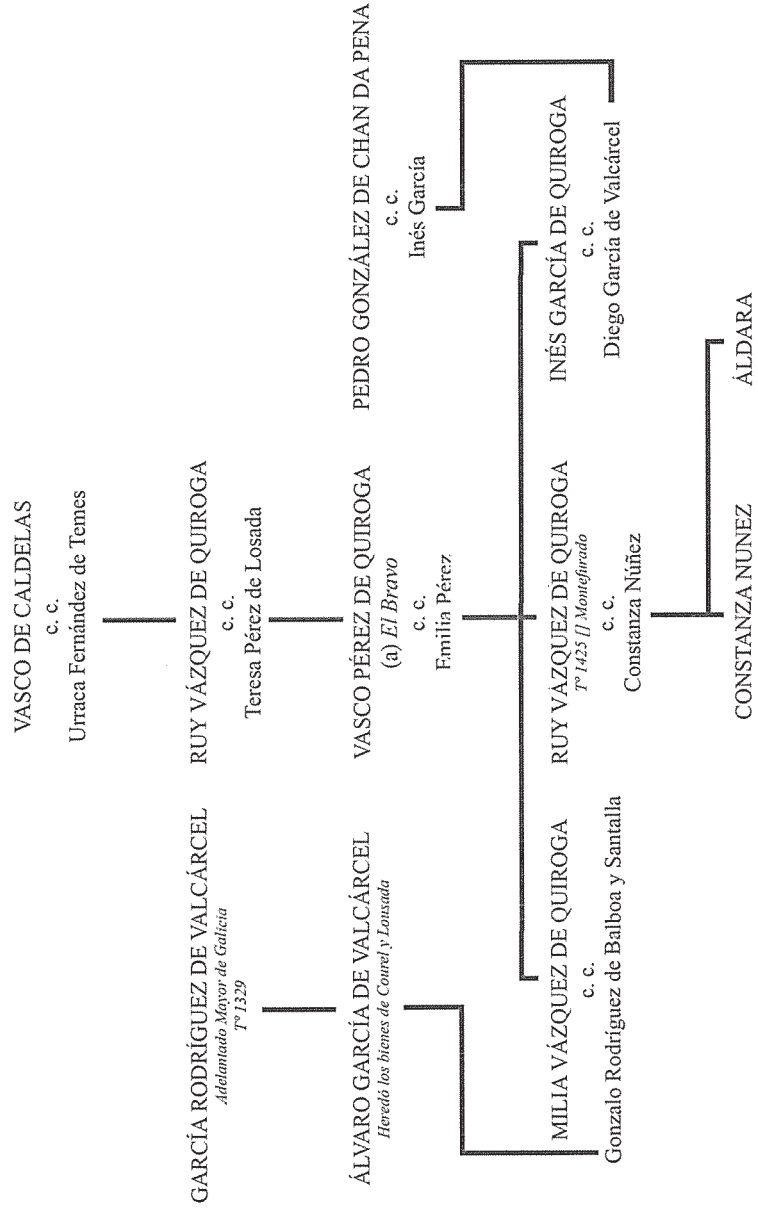 VASCO DE CALDELAS
c. c.
Urraca Fernández de Temes
GARCÍA RODRÍGUEZ DE VALCÁRCEL
Adelantado Mayor de Galicia
Tº 1329
RUY VÁZQUEZ DE QUIROGA
c. c.
Teresa Pérez de Losada
ÁLVARO GARCÍA DE VALCÁRCEL
Heredó los bienes de Courel y Lousada
VASCO PÉREZ DE QUIROGA
(a) El Bravo
c. c.
Emilia Pérez
PEDRO GONZÁLEZ DE CHAN DA PENA
c. c.
Inés García
MILIA VÁZQUEZ DE QUIROGA
c. c.
Gonzalo Rodríguez de Balboa y Santalla
RUY VÁZQUEZ DE QUIROGA
Tº 1425 [] Montefurado
c. c.
Constanza Núñez
INÉS GARCÍA DE QUIROGA
c. c.
Diego García de Valcárcel
CONSTANZA NUNEZ
ÁLDARA